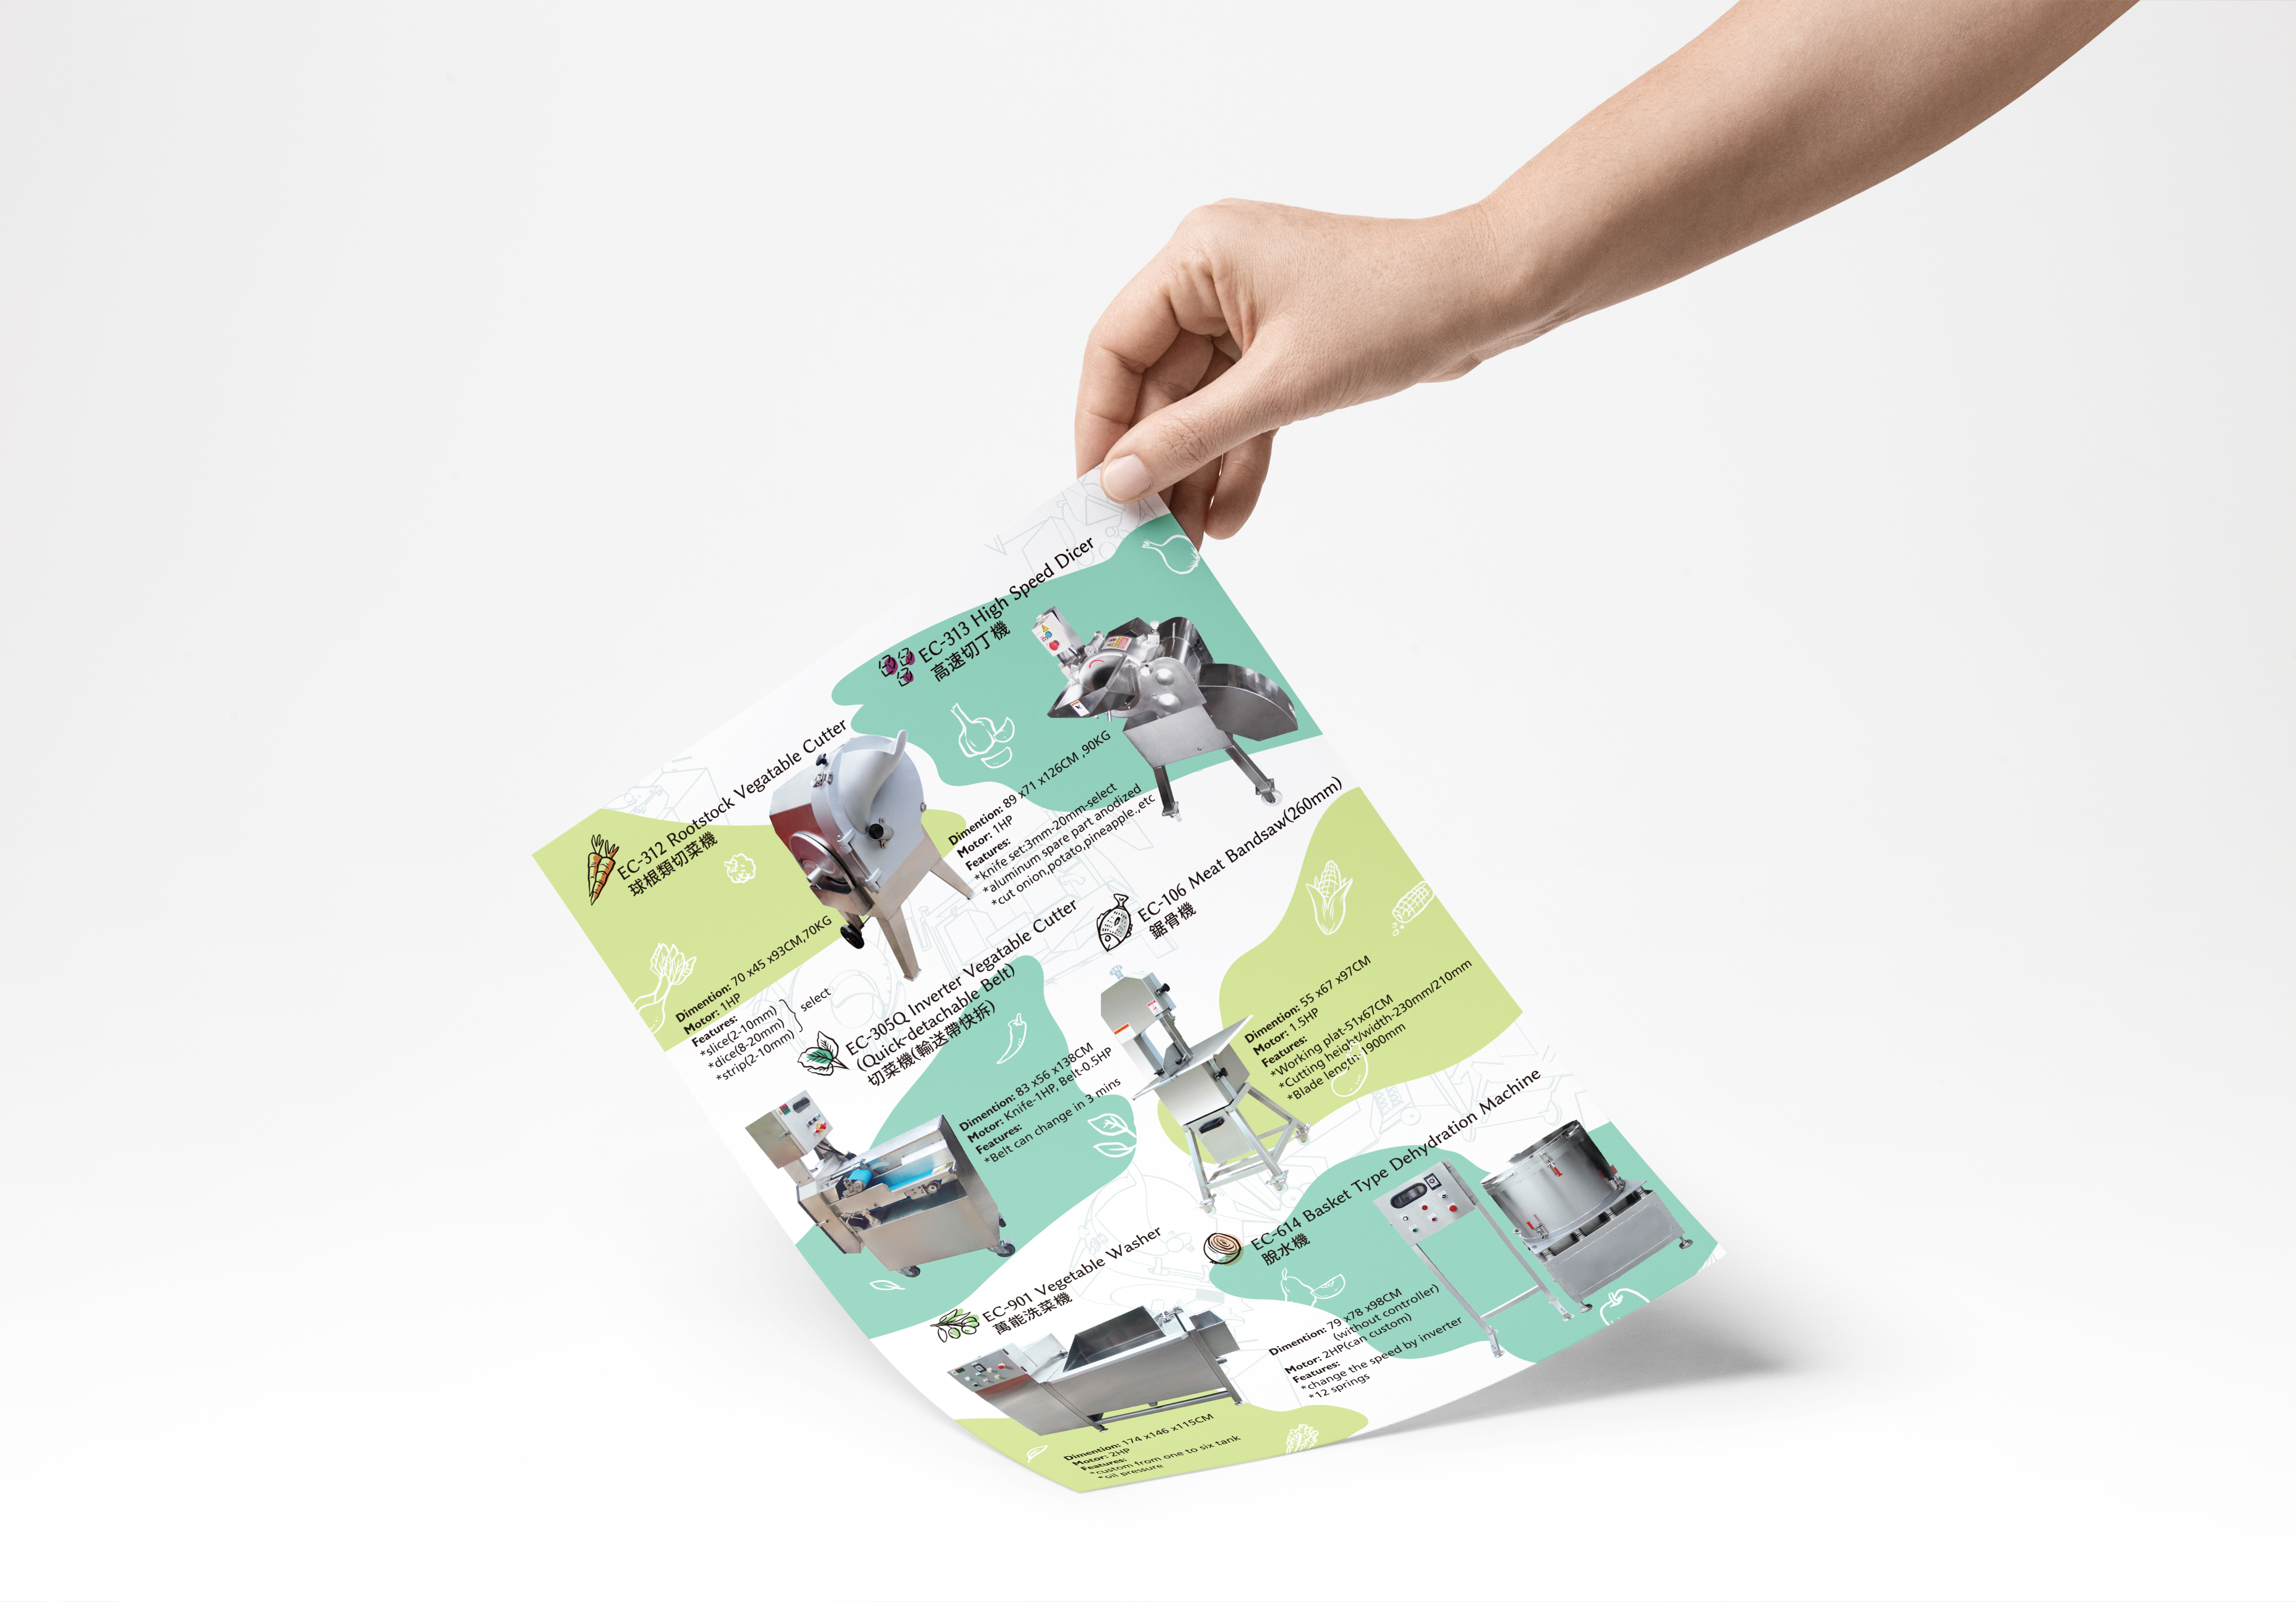 EC-312 Rootstock Vegatable Cutter
球根類切菜機
Dimention: 70 x45 x93CM,70KG
Motor: 1HP
Features:
*slice(2-10mm)
*dice(8-20mm)
*strip(2-10mm)
select
EC-313 High Speed Dicer
高速切丁機
Dimention: 89 x71 x126CM ,90KG
Motor: 1HP
Features:
*knife set:3mm-20mm-select
*aluminum spare part anodized
*cut onion,potato,pineapple.,etc
EC-305Q Inverter Vegatable Cutter
(Quick-detachable Belt)
切菜機(輸送帶快拆)
Dimention: 83 x56 x138CM
Motor: Knife-1HP, Belt-0.5HP
Features:
*Belt can change in 3 mins
EC-106 Meat Bandsaw(260mm)
鋸骨機
Dimention: 55 x67 x97CM
Motor: 1.5HP
Features:
*Working plat-51x67CM
*Cutting height/width-230mm/210mm
*Blade length-1900mm
EC-901 Vegetable Washer
萬能洗菜機
Dimention: 174 x146 x115CM
Motor: 2HP
Features:
*custom from one to six tank
*oil pressure
EC-614 Basket Type Dehydration Machine
脫水機
Dimention: 79 x78 x98CM
(without controller)
Motor: 2HP(can custom)
Features:
*change the speed by inverter
*12 springs